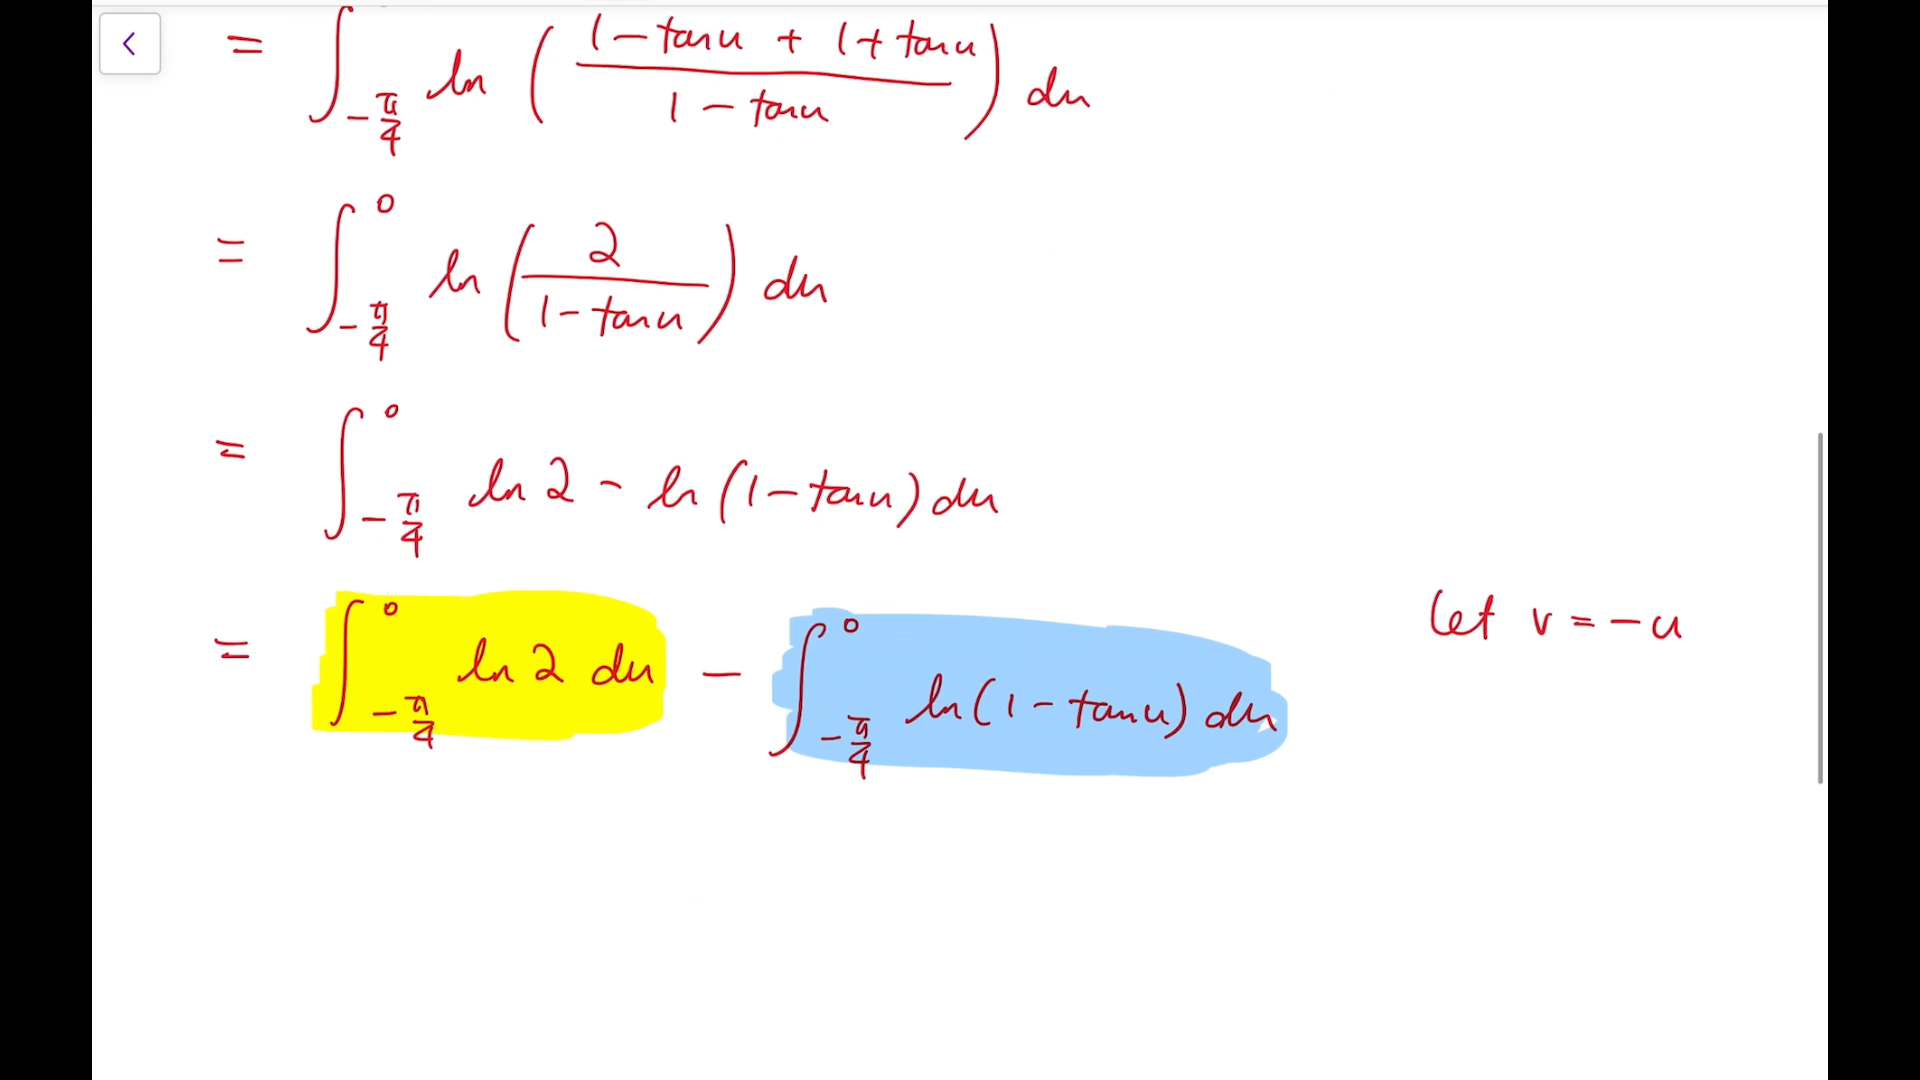 = ∫_{-π/4} ln ( (1 - tan u + 1 + tan u) / (1 - tan u) ) du
= ∫_{-π/4}^{0} ln ( 2 / (1 - tan u) ) du
= ∫_{-π/4}^{0} ln 2 - ln (1 - tan u) du
= ∫_{-π/4}^{0} ln 2 du - ∫_{-π/4}^{0} ln (1 - tan u) du
let v = -u